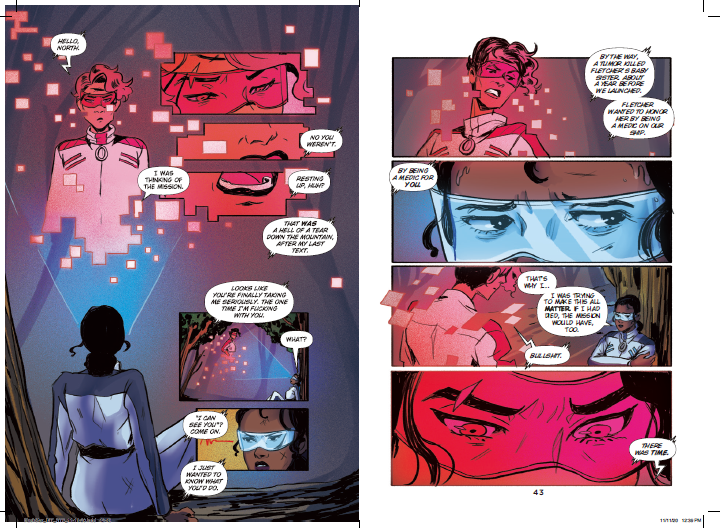 HELLO,
NORTH.
NO YOU
WEREN'T.
I WAS
THINKING OF
THE MISSION.
RESTING
UP, HUH?
THAT WAS
A HELL OF A TEAR
DOWN THE MOUNTAIN,
AFTER MY LAST
TEXT.
LOOKS LIKE
YOU'RE FINALLY TAKING
ME SERIOUSLY. THE ONE
TIME I'M FUCKING
WITH YOU.
WHAT?
"I CAN
SEE YOU"?
COME ON.
I JUST
WANTED TO
KNOW WHAT
YOU'D DO.
BY THE WAY,
A TUMOR KILLED
FLETCHER'S BABY
SISTER. ABOUT
A YEAR BEFORE
WE LAUNCHED.
FLETCHER
WANTED TO HONOR
HER BY BEING
A MEDIC ON OUR
SHIP.
BY BEING
A MEDIC FOR
YOU.
THAT'S
WHY I...
I WAS TRYING
TO MAKE THIS ALL
MATTER. IF I HAD
DIED, THE MISSION
WOULD HAVE,
TOO.
BULLSHIT.
THERE
WAS TIME.
43
11/11/20 12:36 PM